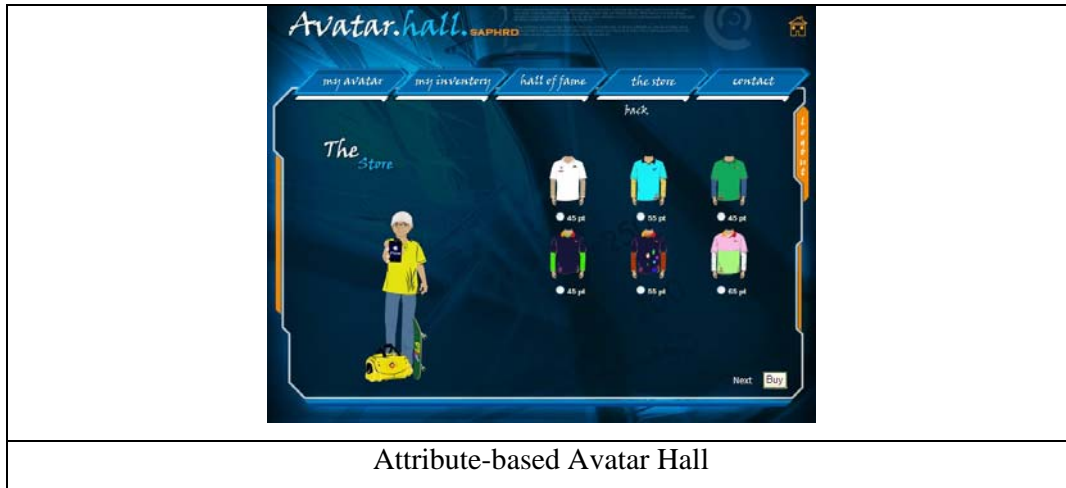 Avatar.hall. SAPHRD
my avatar
my inventory
hall of fame
the store
contact
back
logout
The
Store
45 pt
55 pt
45 pt
45 pt
55 pt
65 pt
Next
Buy
Attribute-based Avatar Hall